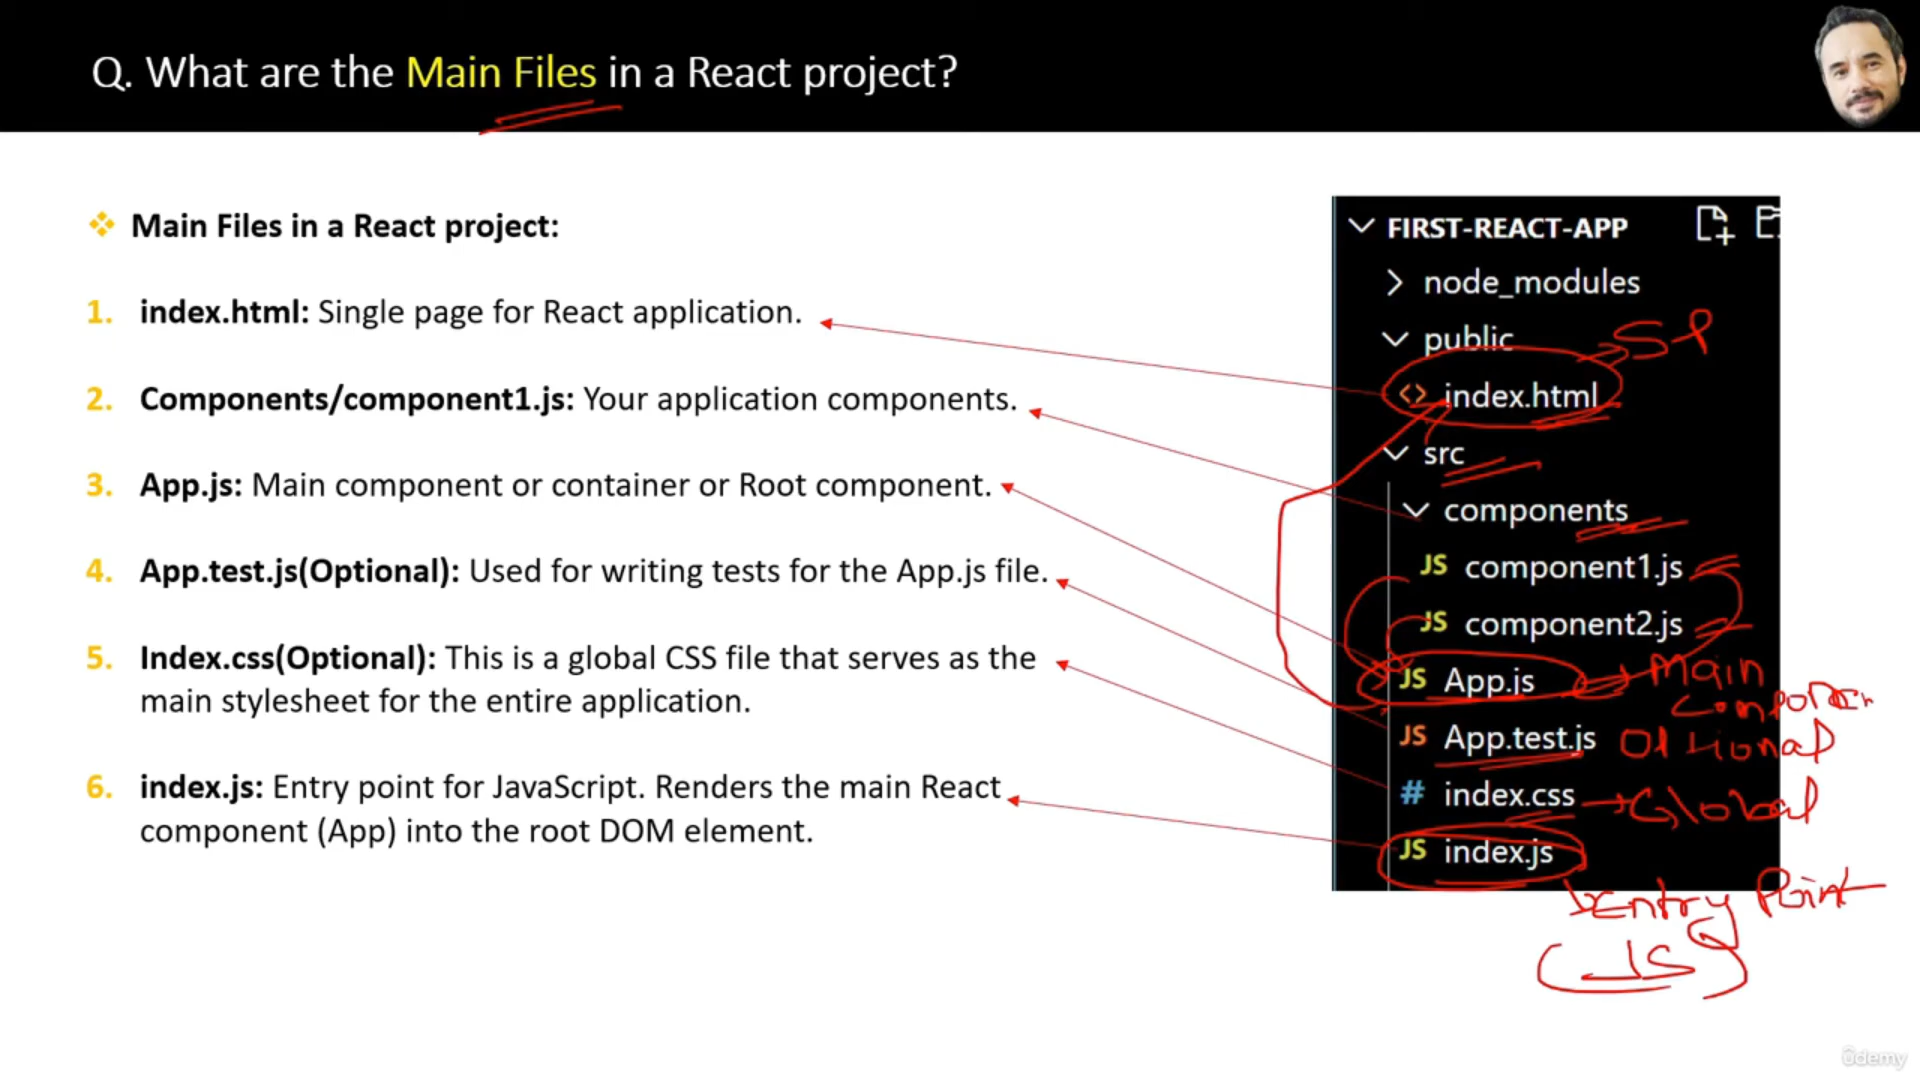 Q. What are the Main Files in a React project?
❖ Main Files in a React project:
1. index.html: Single page for React application.
2. Components/component1.js: Your application components.
3. App.js: Main component or container or Root component.
4. App.test.js(Optional): Used for writing tests for the App.js file.
5. Index.css(Optional): This is a global CSS file that serves as the
main stylesheet for the entire application.
6. index.js: Entry point for JavaScript. Renders the main React
component (App) into the root DOM element.
FIRST-REACT-APP
node_modules
public
SP
<> index.html
src
components
JS component1.js
JS component2.js
JS App.js
Main
JS App.test.js
# index.css
Global
JS index.js
Entry Point
(JS)
ûdemy